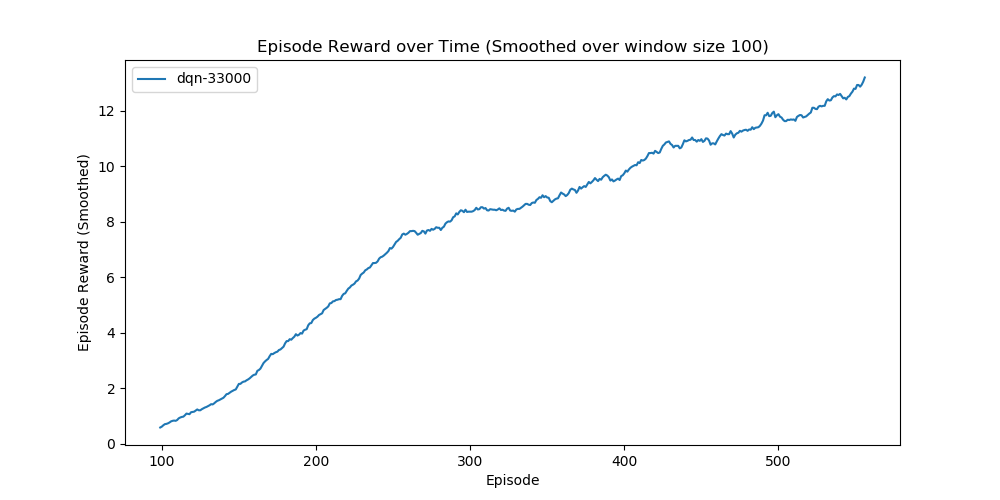 Episode Reward over Time (Smoothed over window size 100)
dqn-33000
12
10
8
6
4
2
0
Episode Reward (Smoothed)
100 200 300 400 500
Episode